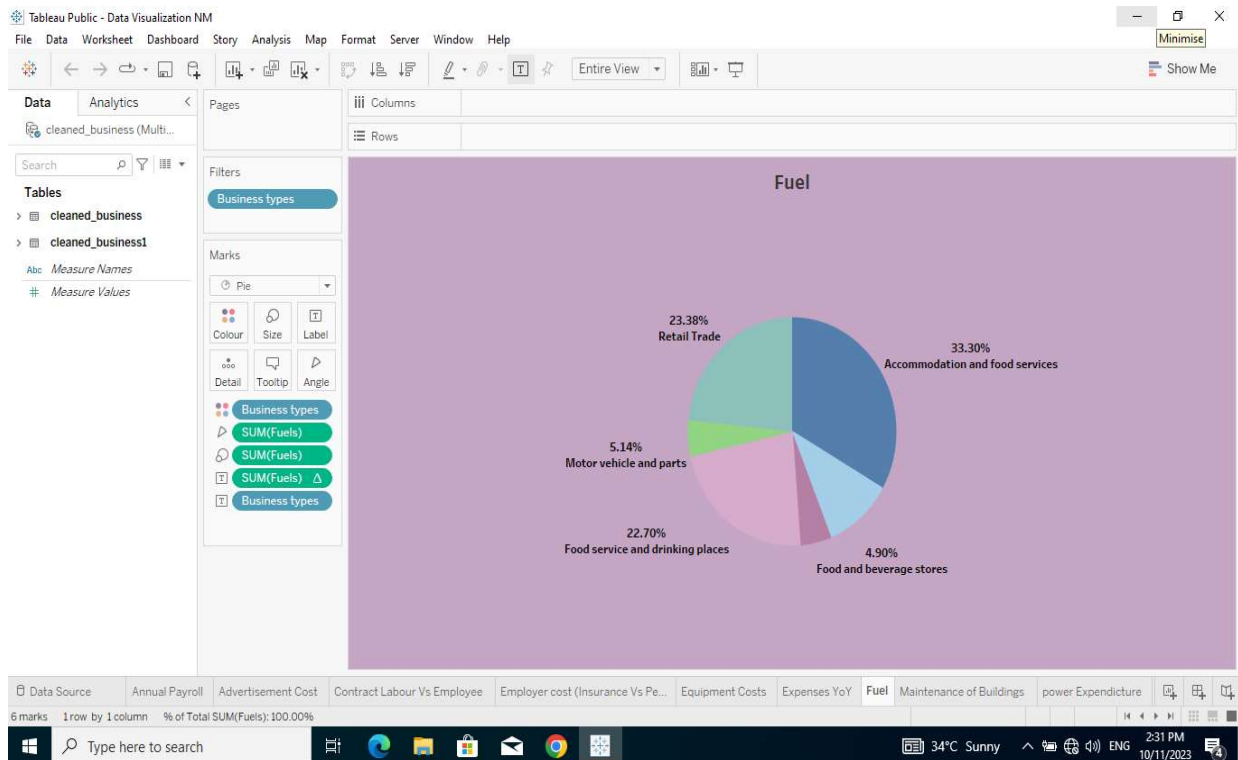 Tableau Public - Data Visualization NM
File Data Worksheet Dashboard Story Analysis Map Format Server Window Help
Minimise
Entire View
Show Me
Data Analytics
Pages
Columns
cleaned_business (Multi...
Rows
Search
Filters
Business types
Tables
cleaned_business
cleaned_business1
Abc Measure Names
# Measure Values
Marks
Pie
Colour Size Label
Detail Tooltip Angle
Business types
SUM(Fuels)
SUM(Fuels)
SUM(Fuels) Δ
Business types
Fuel
23.38%
Retail Trade
33.30%
Accommodation and food services
5.14%
Motor vehicle and parts
22.70%
Food service and drinking places
4.90%
Food and beverage stores
Data Source Annual Payroll Advertisement Cost Contract Labour Vs Employee Employer cost (Insurance Vs Pe... Equipment Costs Expenses YoY Fuel Maintenance of Buildings power Expendicture
6 marks 1 row by 1 column % of Total SUM(Fuels): 100.00%
Type here to search
34°C Sunny
ENG
2:31 PM
10/11/2023
4